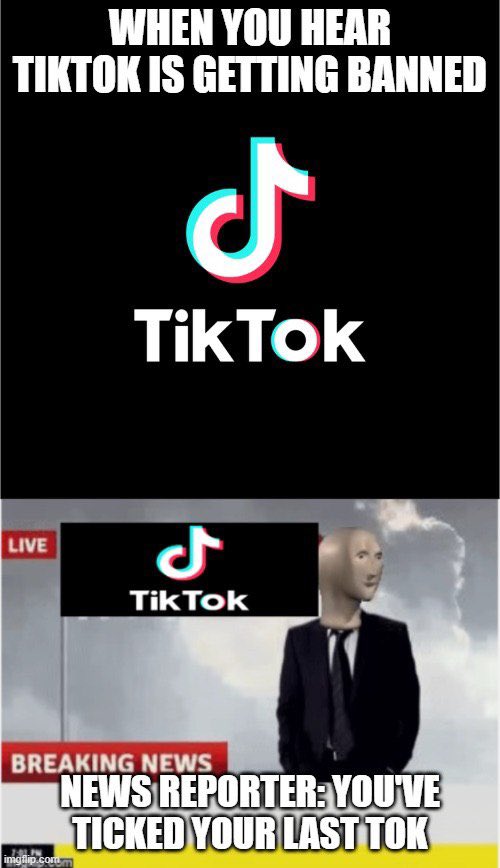 WHEN YOU HEAR
TIKTOK IS GETTING BANNED
TikTok
LIVE
TikTok
BREAKING NEWS
NEWS REPORTER: YOU'VE
TICKED YOUR LAST TOK
imgflip.com